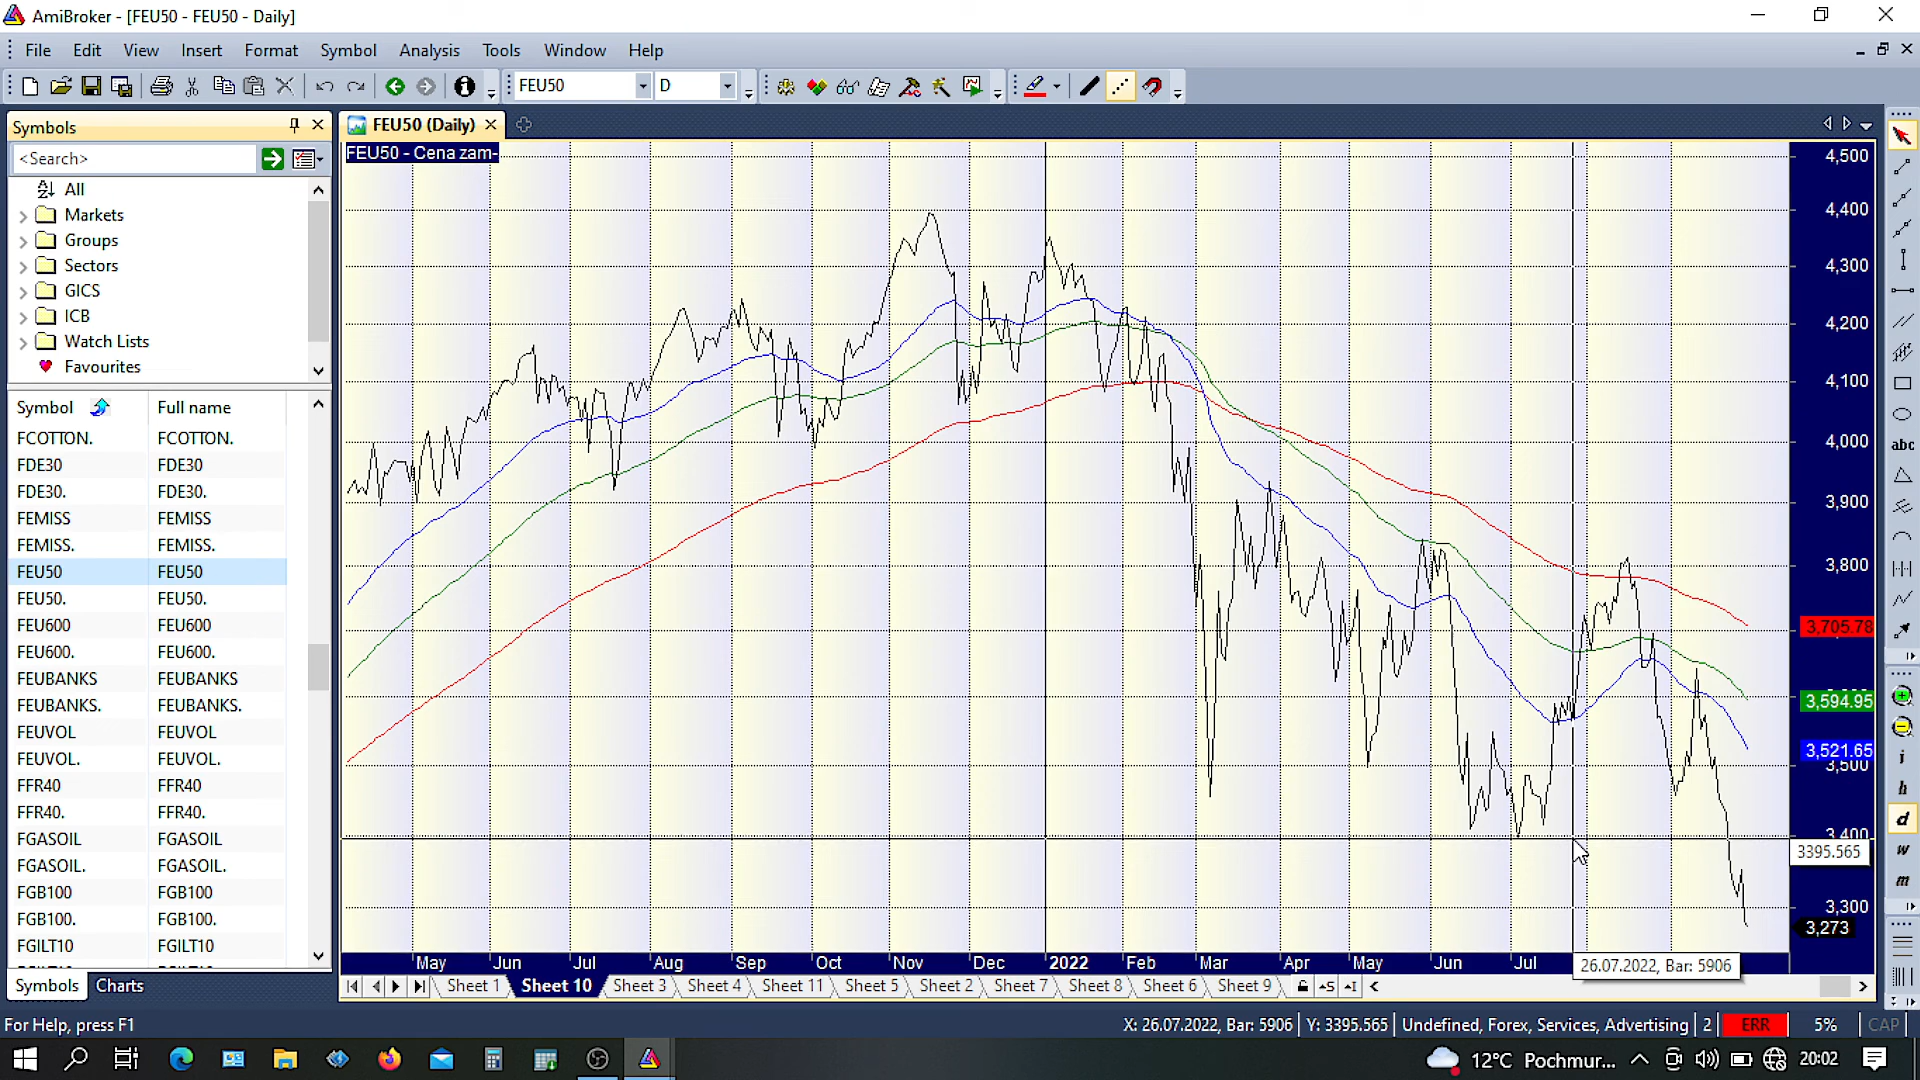 AmiBroker - [FEU50 - FEU50 - Daily]
File Edit View Insert Format Symbol Analysis Tools Window Help
FEU50 D
Symbols
FEU50 (Daily)
<Search>
FEU50 - Cena zam-
All
Markets
Groups
Sectors
GICS
ICB
Watch Lists
Favourites
Symbol Full name
FCOTTON. FCOTTON.
FDE30 FDE30
FDE30. FDE30.
FEMISS FEMISS
FEMISS. FEMISS.
FEU50 FEU50
FEU50. FEU50.
FEU600 FEU600
FEU600. FEU600.
FEUBANKS FEUBANKS
FEUBANKS. FEUBANKS.
FEUVOL FEUVOL
FEUVOL. FEUVOL.
FFR40 FFR40
FFR40. FFR40.
FGASOIL FGASOIL
FGASOIL. FGASOIL.
FGB100 FGB100
FGB100. FGB100.
FGILT10 FGILT10
Symbols Charts
4,500
4,400
4,300
4,200
4,100
4,000
3,900
3,800
3,705.78
3,594.95
3,521.65
3,500
3,400
3395.565
3,300
3,273
May Jun Jul Aug Sep Oct Nov Dec 2022 Feb Mar Apr May Jun Jul
26.07.2022, Bar: 5906
Sheet 1 Sheet 10 Sheet 3 Sheet 4 Sheet 11 Sheet 5 Sheet 2 Sheet 7 Sheet 8 Sheet 6 Sheet 9
abc
i
h
d
w
m
For Help, press F1
X: 26.07.2022, Bar: 5906 Y: 3395.565 Undefined, Forex, Services, Advertising 2 ERR 5% CAP
12°C Pochmur... 20:02